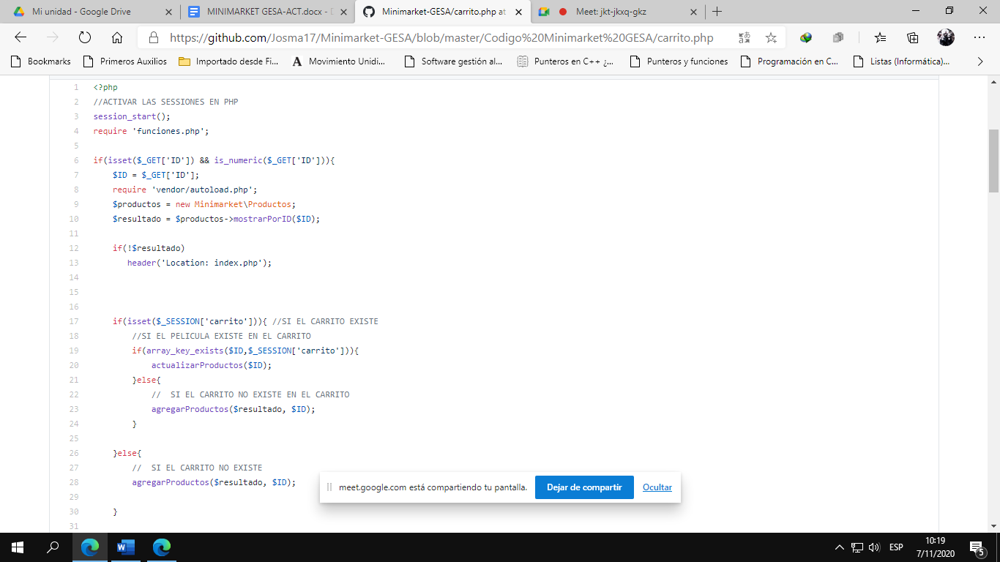 Mi unidad - Google Drive
MINIMARKET GESA-ACT.docx - D
Minimarket-GESA/carrito.php at
Meet: jkt-jkxq-gkz
https://github.com/Josma17/Minimarket-GESA/blob/master/Codigo%20Minimarket%20GESA/carrito.php
Bookmarks
Primeros Auxilios
Importado desde Fi...
Movimiento Unidi...
Software gestión al...
Punteros en C++ ¿...
Punteros y funciones
Programación en C...
Listas (Informática)...
1 <?php
2 //ACTIVAR LAS SESSIONES EN PHP
3 session_start();
4 require 'funciones.php';
5
6 if(isset($_GET['ID']) && is_numeric($_GET['ID'])){
7 $ID = $_GET['ID'];
8 require 'vendor/autoload.php';
9 $productos = new Minimarket\Productos;
10 $resultado = $productos->mostrarPorID($ID);
11
12 if(!$resultado)
13 header('Location: index.php');
14
15
16
17 if(isset($_SESSION['carrito'])){ //SI EL CARRITO EXISTE
18 //SI EL PELICULA EXISTE EN EL CARRITO
19 if(array_key_exists($ID,$_SESSION['carrito'])){
20 actualizarProductos($ID);
21 }else{
22 // SI EL CARRITO NO EXISTE EN EL CARRITO
23 agregarProductos($resultado, $ID);
24 }
25
26 }else{
27 // SI EL CARRITO NO EXISTE
28 agregarProductos($resultado, $ID);
29
30 }
31
meet.google.com está compartiendo tu pantalla.
Dejar de compartir
Ocultar
ESP
10:19
7/11/2020
5